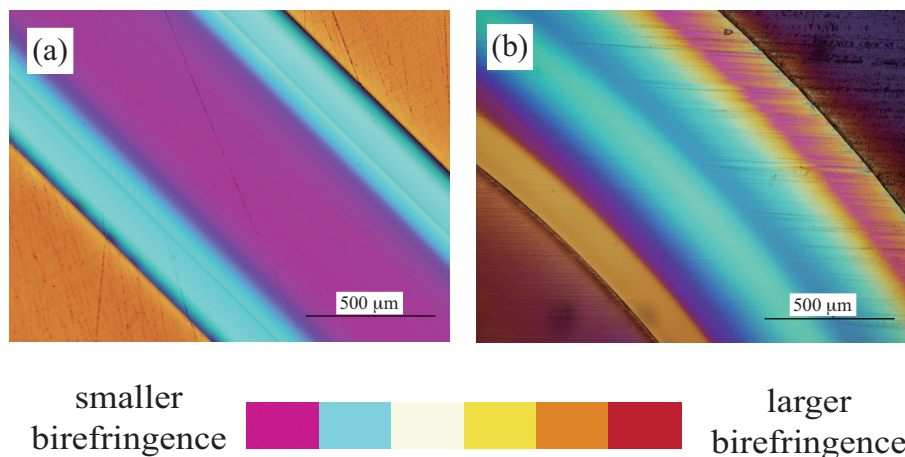 (a)
(b)
500 μm
500 μm
smaller
birefringence
larger
birefringence